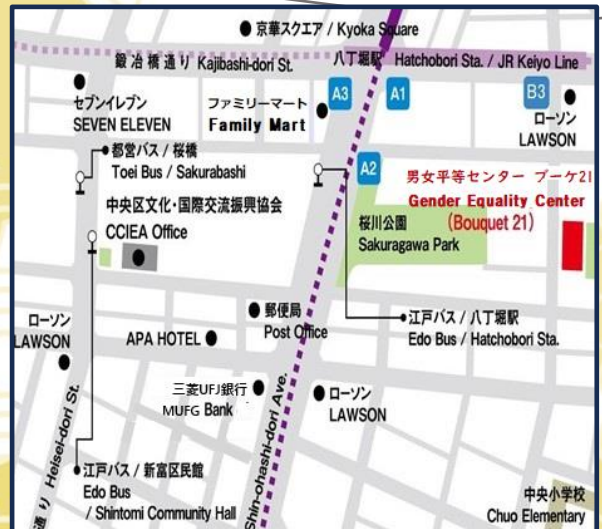 京華スクエア / Kyoka Square
鍛冶橋通り Kajibashi-dori St.
八丁堀駅 Hatchobori Sta. / JR Keiyo Line
A3
A1
B3
セブンイレブン
SEVEN ELEVEN
ファミリーマート
Family Mart
ローソン
LAWSON
都営バス / 桜橋
Toei Bus / Sakurabashi
A2
男女平等センター ブーケ21
Gender Equality Center
(Bouquet 21)
中央区文化・国際交流振興協会
CCIEA Office
桜川公園
Sakuragawa Park
郵便局
Post Office
江戸バス / 八丁堀駅
Edo Bus / Hatchobori Sta.
ローソン
LAWSON
APA HOTEL
三菱UFJ銀行
MUFG Bank
ローソン
LAWSON
通り Heisei-dori St.
Shin-ohashi-dori Ave.
江戸バス / 新富区民館
Edo Bus
/ Shintomi Community Hall
中央小学校
Chuo Elementary